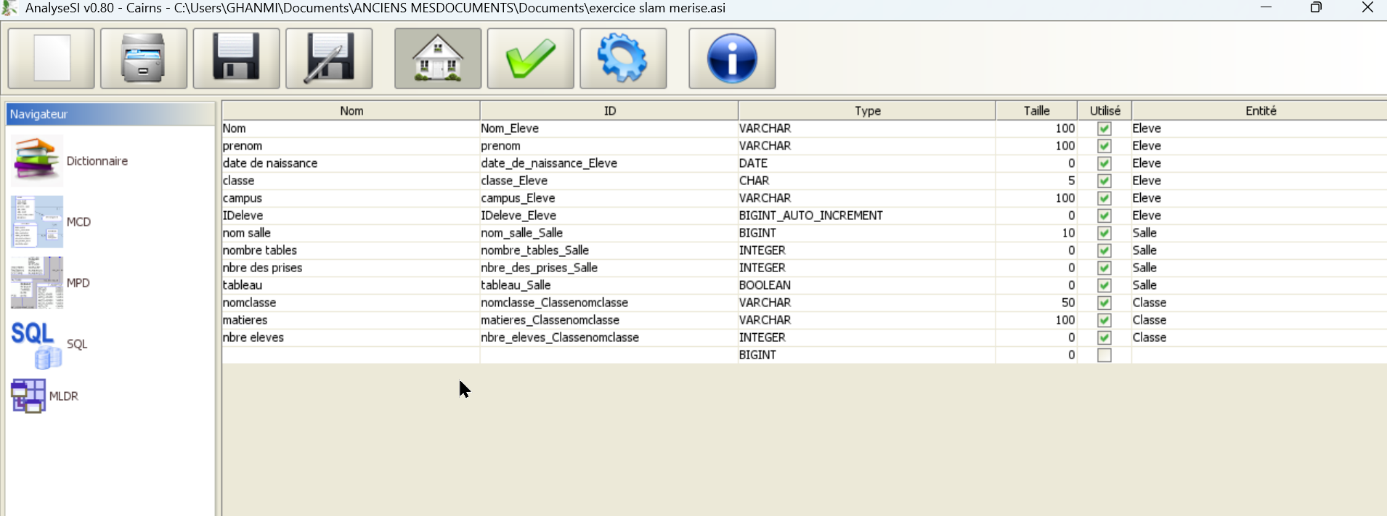 AnalyseSI v0.80 - Cairns - C:\Users\GHANMI\Documents\ANCIENS MESDOCUMENTS\Documents\exercice slam merise.asi
Navigateur
Dictionnaire
MCD
MPD
SQL SQL
MLDR
Nom ID Type Taille Utilisé Entité
Nom Nom_Eleve VARCHAR 100 Eleve
prenom prenom VARCHAR 100 Eleve
date de naissance date_de_naissance_Eleve DATE 0 Eleve
classe classe_Eleve CHAR 5 Eleve
campus campus_Eleve VARCHAR 100 Eleve
IDeleve IDeleve_Eleve BIGINT_AUTO_INCREMENT 0 Eleve
nom salle nom_salle_Salle BIGINT 10 Salle
nombre tables nombre_tables_Salle INTEGER 0 Salle
nbre des prises nbre_des_prises_Salle INTEGER 0 Salle
tableau tableau_Salle BOOLEAN 0 Salle
nomclasse nomclasse_Classenomclasse VARCHAR 50 Classe
matieres matieres_Classenomclasse VARCHAR 100 Classe
nbre eleves nbre_eleves_Classenomclasse INTEGER 0 Classe
BIGINT 0